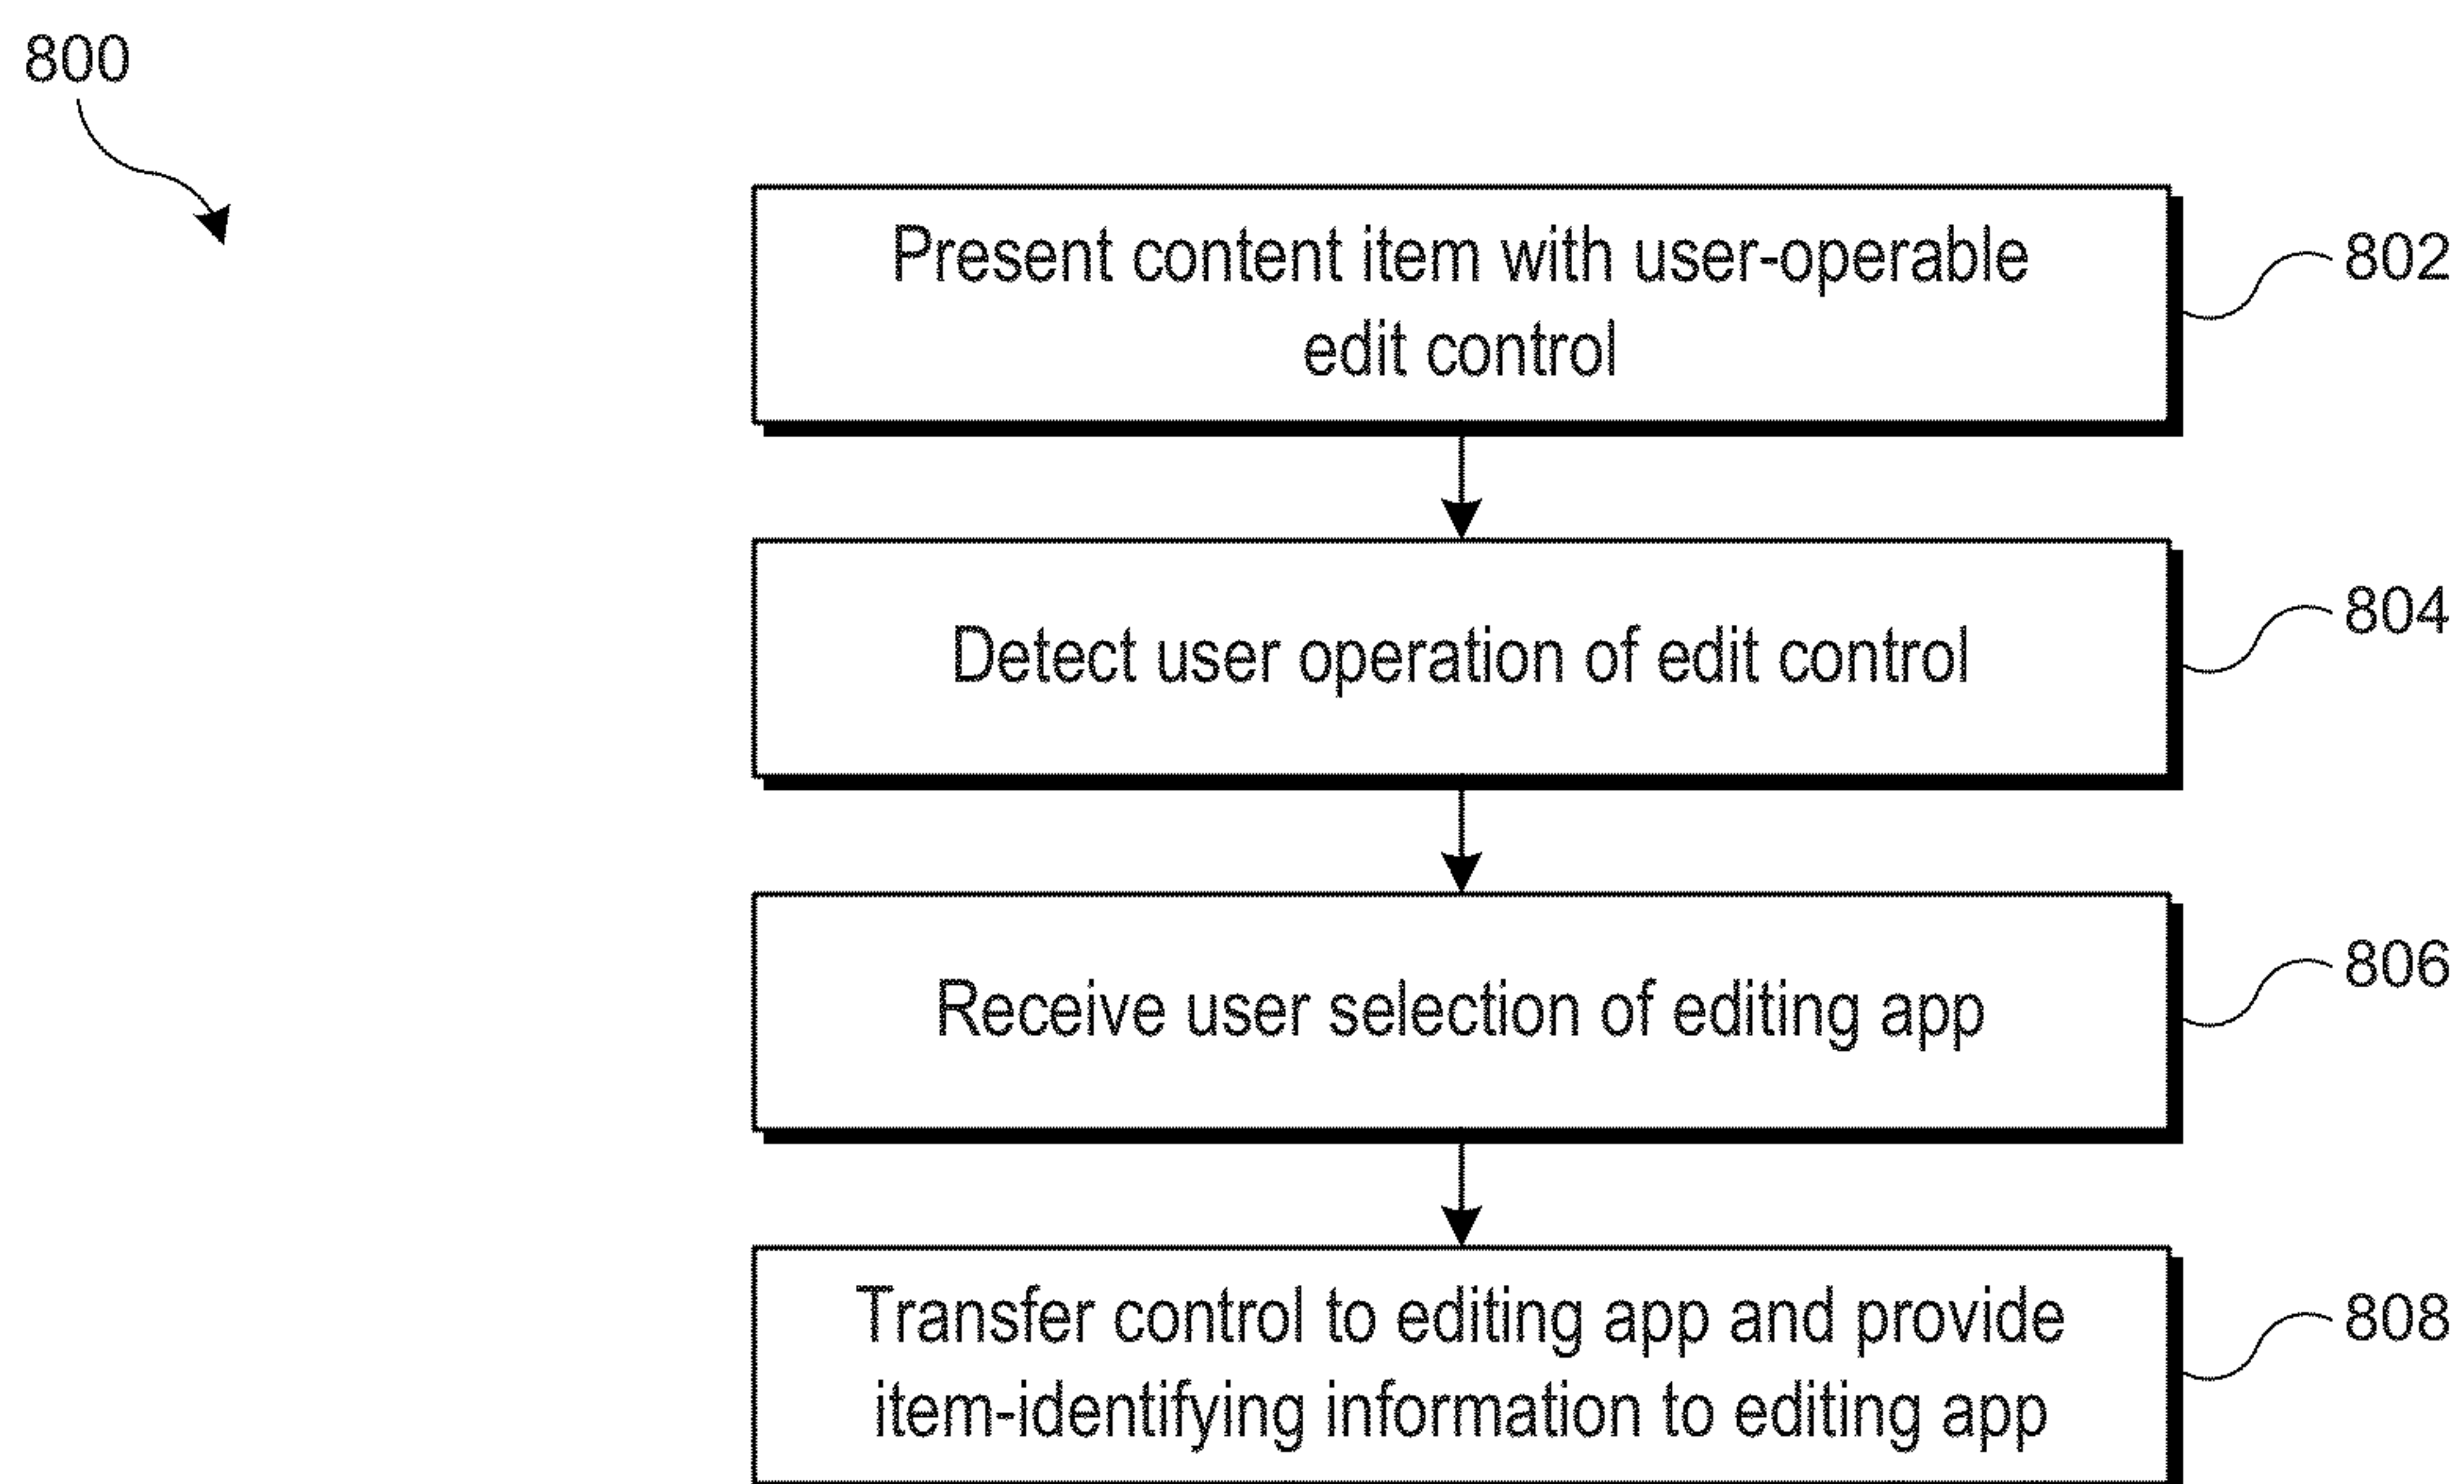 800
Present content item with user-operable
edit control
802
Detect user operation of edit control
804
Receive user selection of editing app
806
Transfer control to editing app and provide
item-identifying information to editing app
808